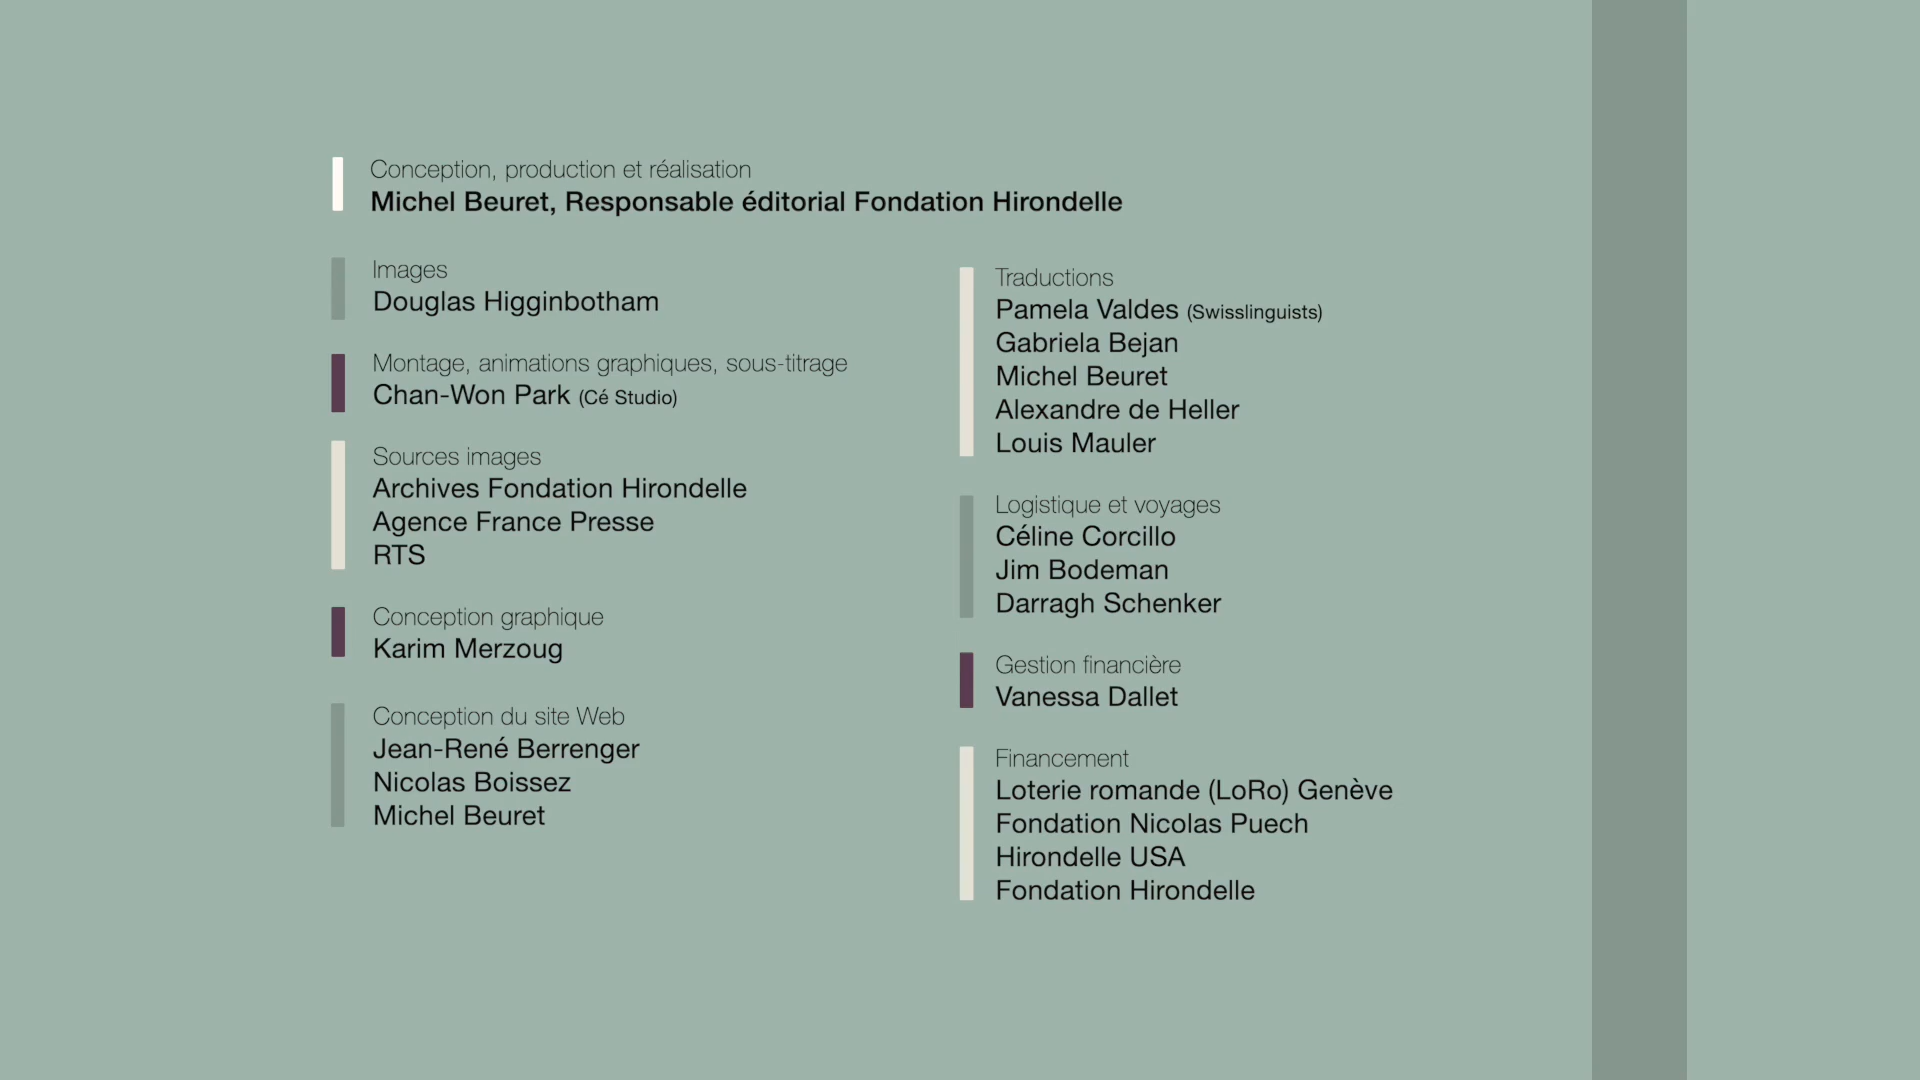 Conception, production et réalisation
Michel Beuret, Responsable éditorial Fondation Hirondelle
Images
Douglas Higginbotham
Montage, animations graphiques, sous-titrage
Chan-Won Park (Cé Studio)
Sources images
Archives Fondation Hirondelle
Agence France Presse
RTS
Conception graphique
Karim Merzoug
Conception du site Web
Jean-René Berrenger
Nicolas Boissez
Michel Beuret
Traductions
Pamela Valdes (Swisslinguists)
Gabriela Bejan
Michel Beuret
Alexandre de Heller
Louis Mauler
Logistique et voyages
Céline Corcillo
Jim Bodeman
Darragh Schenker
Gestion financière
Vanessa Dallet
Financement
Loterie romande (LoRo) Genève
Fondation Nicolas Puech
Hirondelle USA
Fondation Hirondelle